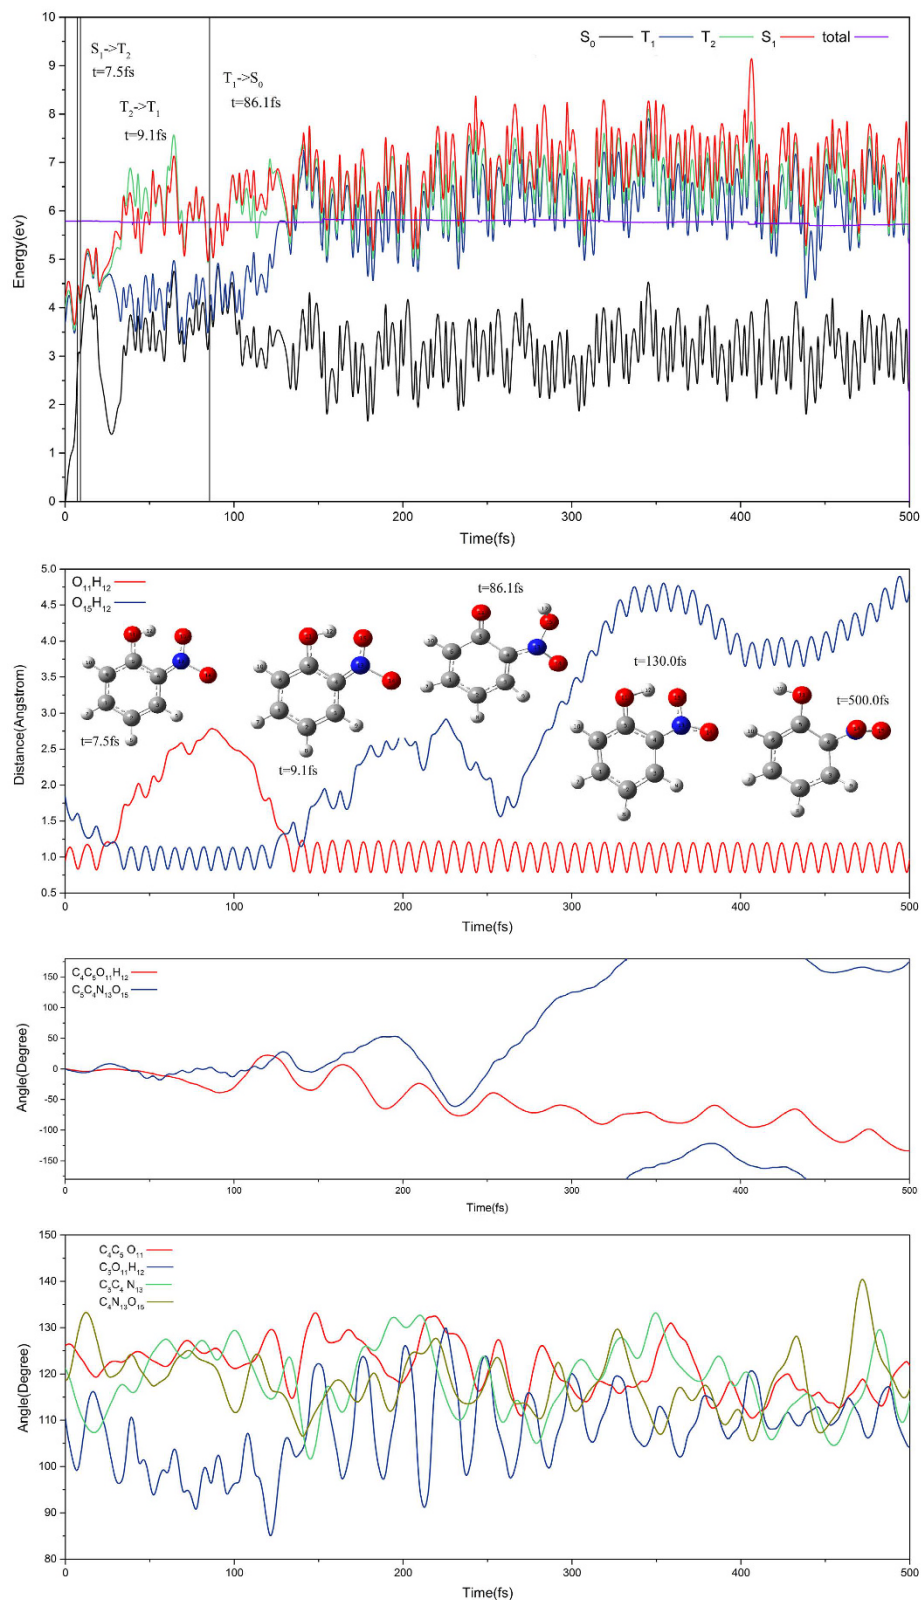 S₀ T₁ T₂ S₁ total
S₁->T₂
t=7.5fs
T₂->T₁
t=9.1fs
T₁->S₀
t=86.1fs
Energy(ev)
10
9
8
7
6
5
4
3
2
1
0
0 100 200 300 400 500
Time(fs)
O₁₁H₁₂
O₁₅H₁₂
t=7.5fs
t=9.1fs
t=86.1fs
t=130.0fs
t=500.0fs
Distance(Angstrom)
5.0
4.5
4.0
3.5
3.0
2.5
2.0
1.5
1.0
0.5
0 100 200 300 400 500
Time(fs)
C₄C₅O₁₁H₁₂
C₅C₄N₁₃O₁₅
Angle(Degree)
150
100
50
0
-50
-100
-150
0 100 200 300 400 500
Time(fs)
C₄C₅ O₁₁
C₅O₁₁H₁₂
C₅C₄ N₁₃
C₄N₁₃O₁₅
Angle(Degree)
150
140
130
120
110
100
90
80
0 100 200 300 400 500
Time(fs)